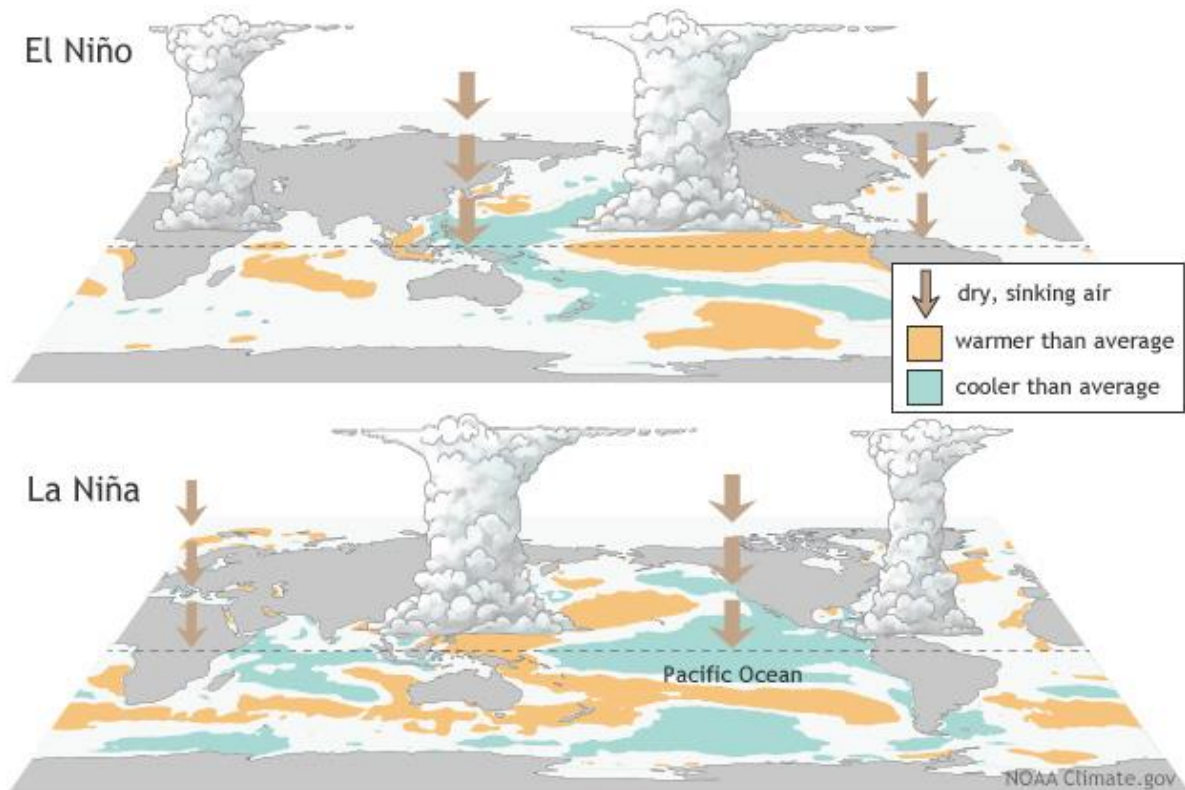 El Niño
dry, sinking air
warmer than average
cooler than average
La Niña
Pacific Ocean
NOAA Climate.gov